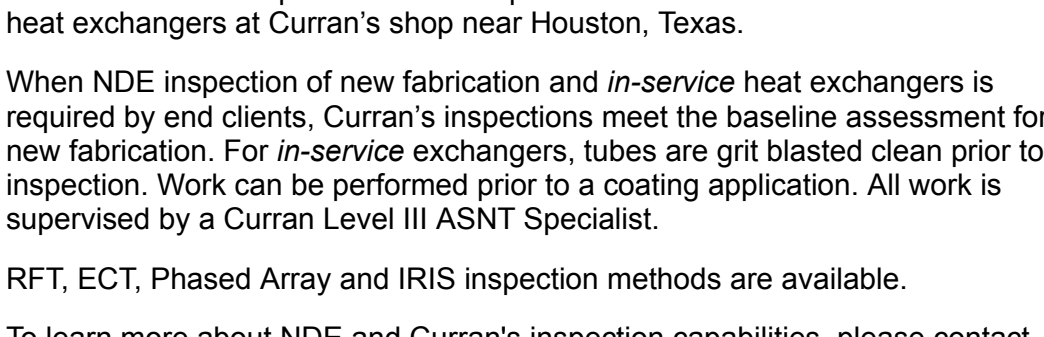 heat exchangers at Curran’s shop near Houston, Texas.
When NDE inspection of new fabrication and in-service heat exchangers is
required by end clients, Curran’s inspections meet the baseline assessment for
new fabrication. For in-service exchangers, tubes are grit blasted clean prior to
inspection. Work can be performed prior to a coating application. All work is
supervised by a Curran Level III ASNT Specialist.
RFT, ECT, Phased Array and IRIS inspection methods are available.
To learn more about NDE and Curran's inspection capabilities, please contact